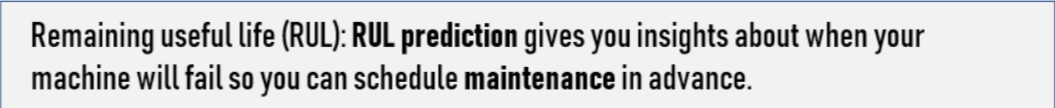 Remaining useful life (RUL): RUL prediction gives you insights about when your
machine will fail so you can schedule maintenance in advance.